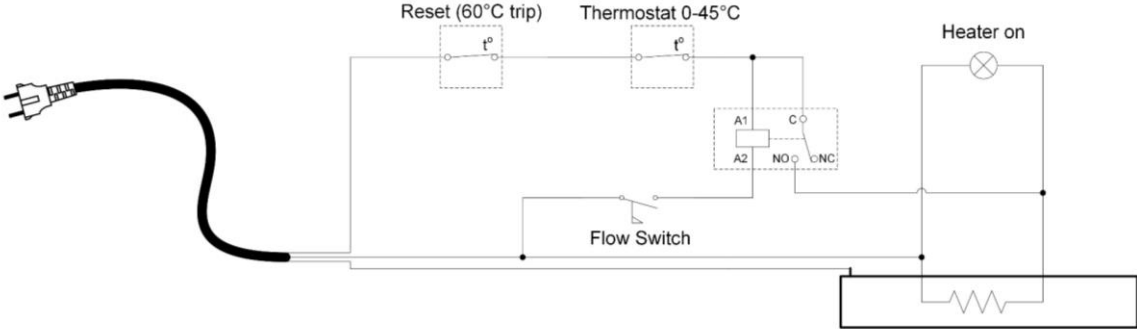 Reset (60°C trip)
Thermostat 0-45°C
Heater on
t°
t°
A1
C
A2
NO
NC
Flow Switch